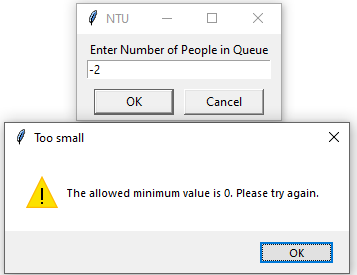 NTU
Enter Number of People in Queue
-2
OK
Cancel
Too small
The allowed minimum value is 0. Please try again.
OK